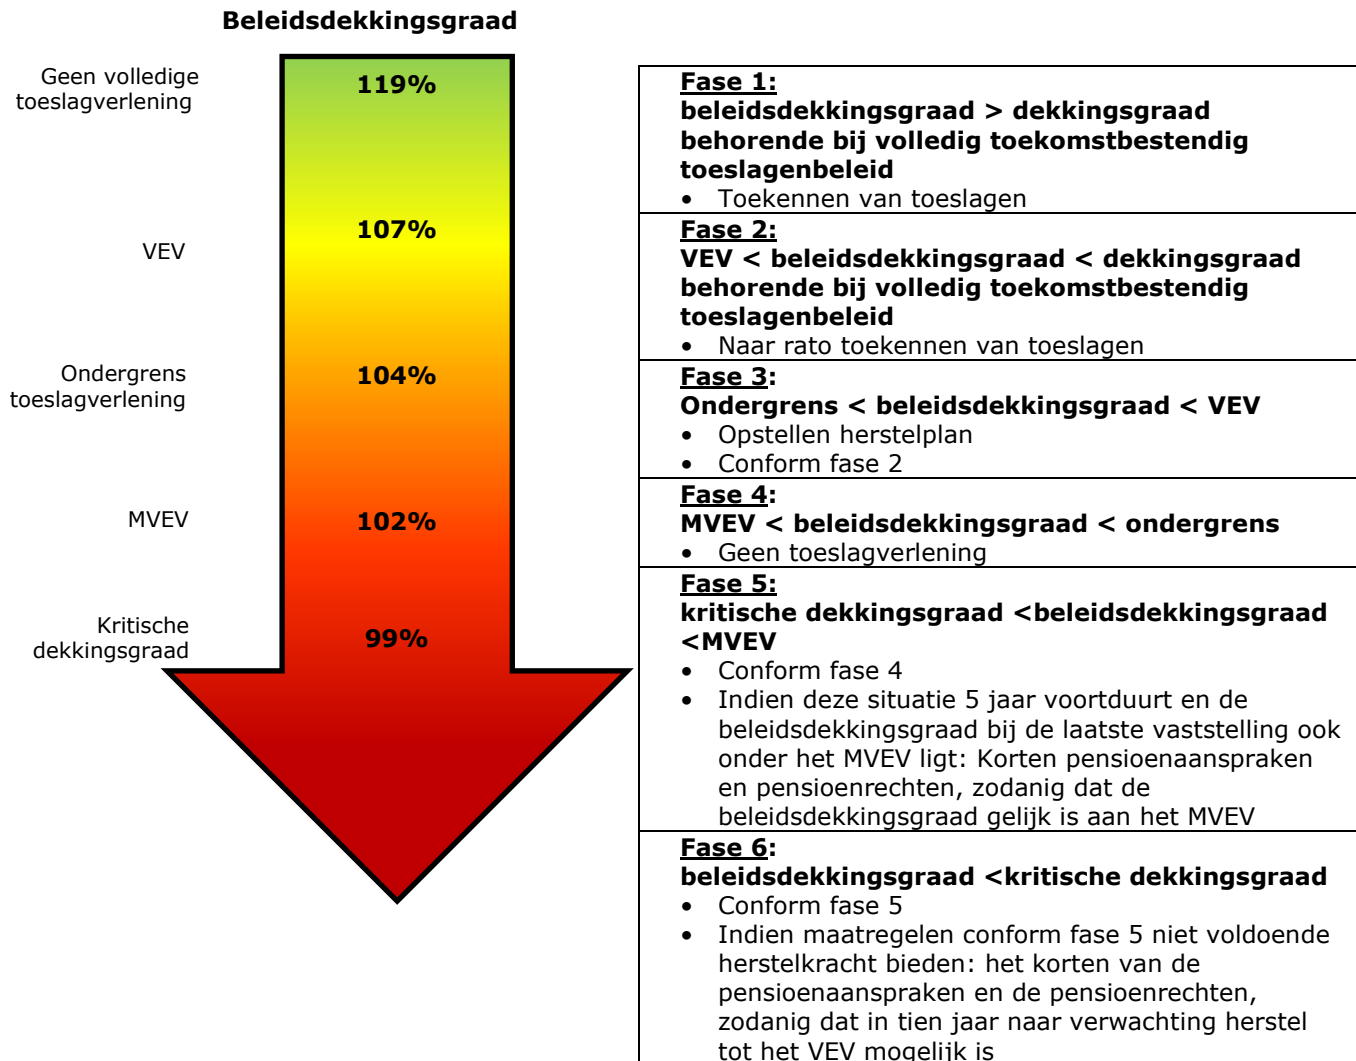 Beleidsdekkingsgraad
Geen volledige
toeslagverlening
119%
VEV
107%
Ondergrens
toeslagverlening
104%
MVEV
102%
Kritische
dekkingsgraad
99%
Fase 1:
beleidsdekkingsgraad > dekkingsgraad
behorende bij volledig toekomstbestendig
toeslagenbeleid
• Toekennen van toeslagen
Fase 2:
VEV < beleidsdekkingsgraad < dekkingsgraad
behorende bij volledig toekomstbestendig
toeslagenbeleid
• Naar rato toekennen van toeslagen
Fase 3:
Ondergrens < beleidsdekkingsgraad < VEV
• Opstellen herstelplan
• Conform fase 2
Fase 4:
MVEV < beleidsdekkingsgraad < ondergrens
• Geen toeslagverlening
Fase 5:
kritische dekkingsgraad <beleidsdekkingsgraad
<MVEV
• Conform fase 4
• Indien deze situatie 5 jaar voortduurt en de
beleidsdekkingsgraad bij de laatste vaststelling ook
onder het MVEV ligt: Korten pensioenaanspraken
en pensioenrechten, zodanig dat de
beleidsdekkingsgraad gelijk is aan het MVEV
Fase 6:
beleidsdekkingsgraad <kritische dekkingsgraad
• Conform fase 5
• Indien maatregelen conform fase 5 niet voldoende
herstelkracht bieden: het korten van de
pensioenaanspraken en de pensioenrechten,
zodanig dat in tien jaar naar verwachting herstel
tot het VEV mogelijk is